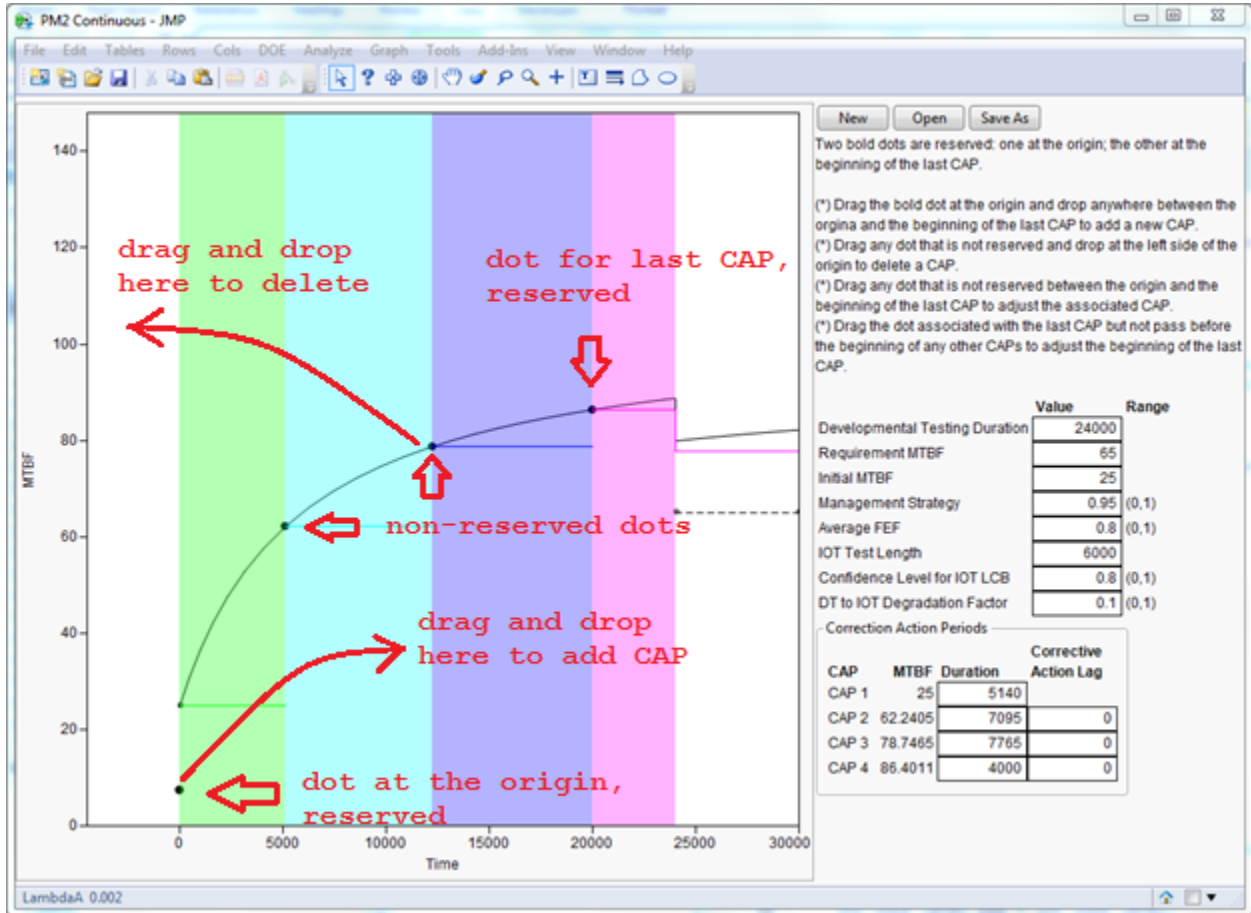 PM2 Continuous - JMP
File Edit Tables Rows Cols DOE Analyze Graph Tools Add-Ins View Window Help
New Open Save As
Two bold dots are reserved: one at the origin; the other at the
beginning of the last CAP.
(*) Drag the bold dot at the origin and drop anywhere between the
orgina and the beginning of the last CAP to add a new CAP.
(*) Drag any dot that is not reserved and drop at the left side of the
origin to delete a CAP.
(*) Drag any dot that is not reserved between the origin and the
beginning of the last CAP to adjust the associated CAP.
(*) Drag the dot associated with the last CAP but not pass before
the beginning of any other CAPs to adjust the beginning of the last
CAP.
MTBF
140
120
100
80
60
40
20
0
drag and drop
here to delete
dot for last CAP,
reserved
non-reserved dots
drag and drop
here to add CAP
dot at the origin,
reserved
0 5000 10000 15000 20000 25000 30000
Time
Value Range
Developmental Testing Duration 24000
Requirement MTBF 65
Initial MTBF 25
Management Strategy 0.95 (0,1)
Average FEF 0.8 (0,1)
IOT Test Length 6000
Confidence Level for IOT LCB 0.8 (0,1)
DT to IOT Degradation Factor 0.1 (0,1)
Correction Action Periods
Corrective
CAP MTBF Duration Action Lag
CAP 1 25 5140
CAP 2 62.2405 7095 0
CAP 3 78.7465 7765 0
CAP 4 86.4011 4000 0
LambdaA 0.002